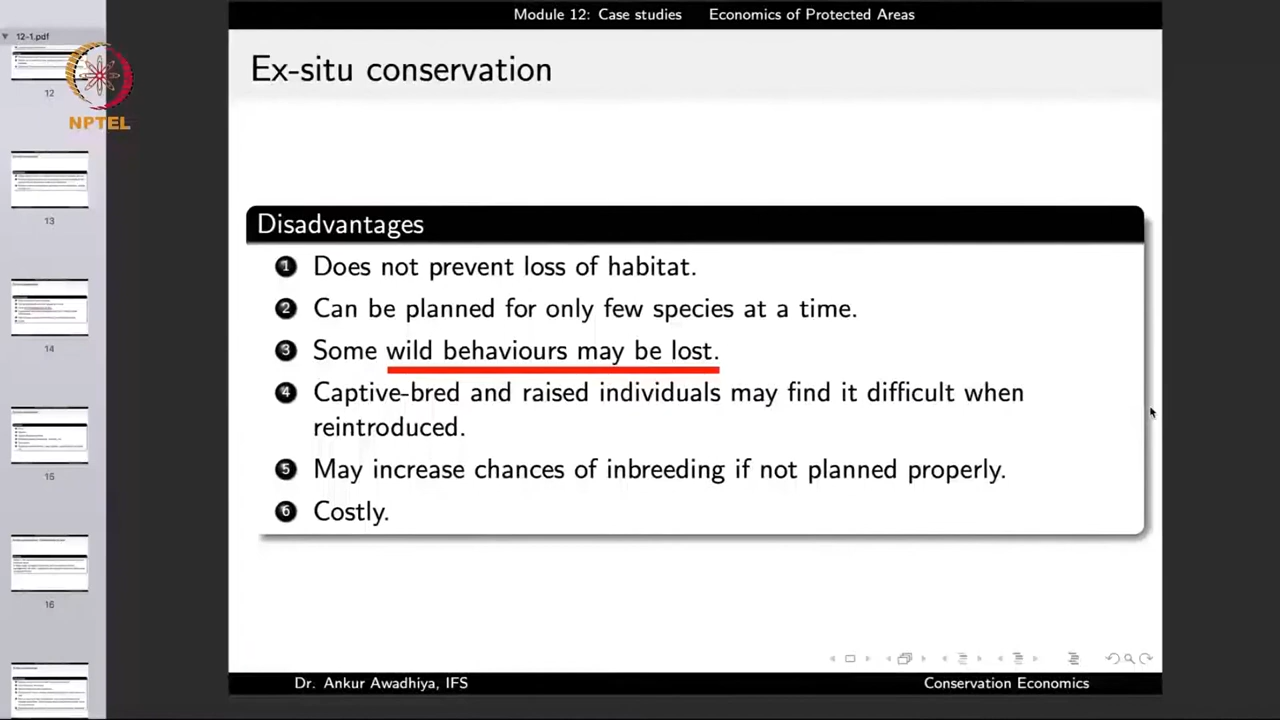 Module 12: Case studies Economics of Protected Areas
12-1.pdf
Ex-situ conservation
NPTEL
12
13
14
15
16
Disadvantages
1 Does not prevent loss of habitat.
2 Can be planned for only few species at a time.
3 Some wild behaviours may be lost.
4 Captive-bred and raised individuals may find it difficult when
reintroduced.
5 May increase chances of inbreeding if not planned properly.
6 Costly.
Dr. Ankur Awadhiya, IFS Conservation Economics